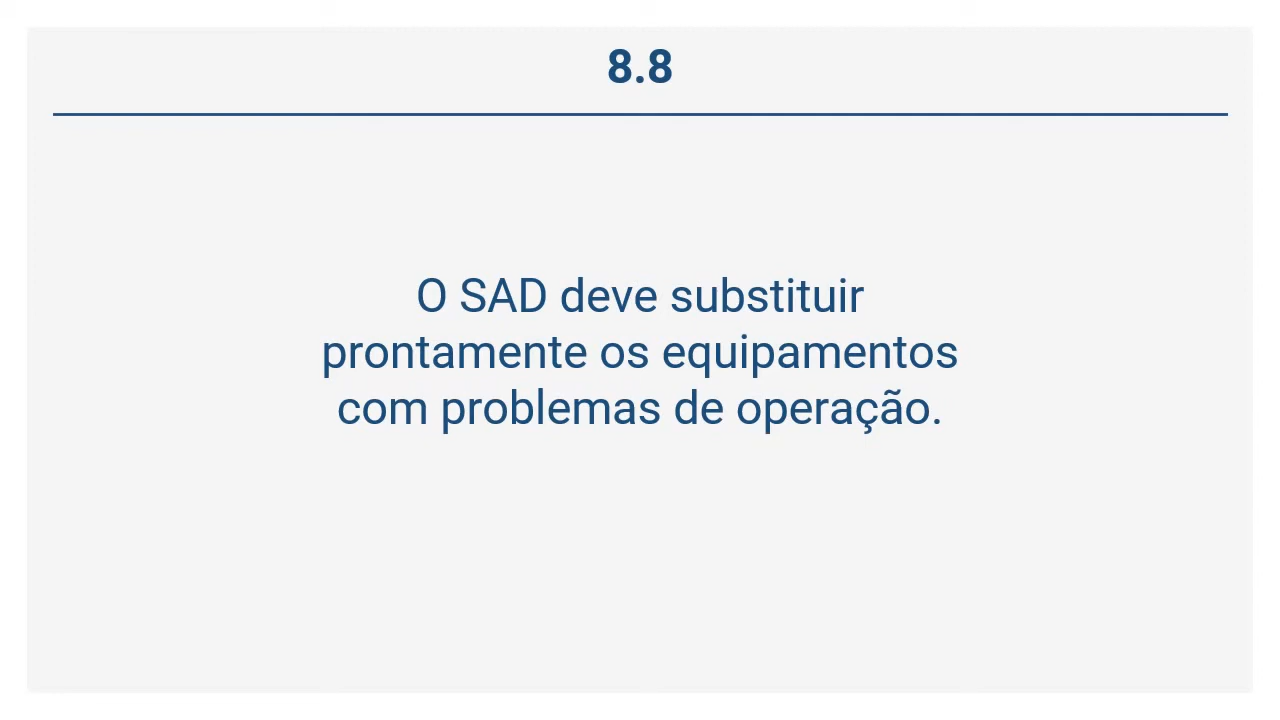 8.8
O SAD deve substituir
prontamente os equipamentos
com problemas de operação.